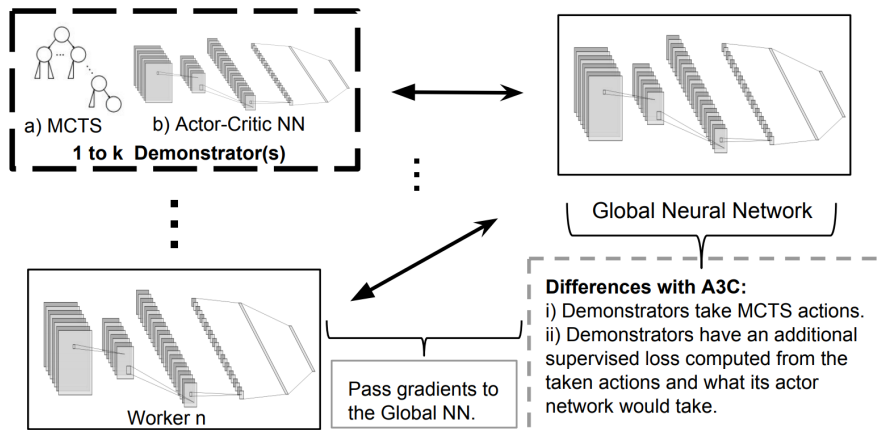 a) MCTS
b) Actor-Critic NN
1 to k Demonstrator(s)
Global Neural Network
Differences with A3C:
i) Demonstrators take MCTS actions.
ii) Demonstrators have an additional
supervised loss computed from the
taken actions and what its actor
network would take.
Pass gradients to
the Global NN.
Worker n